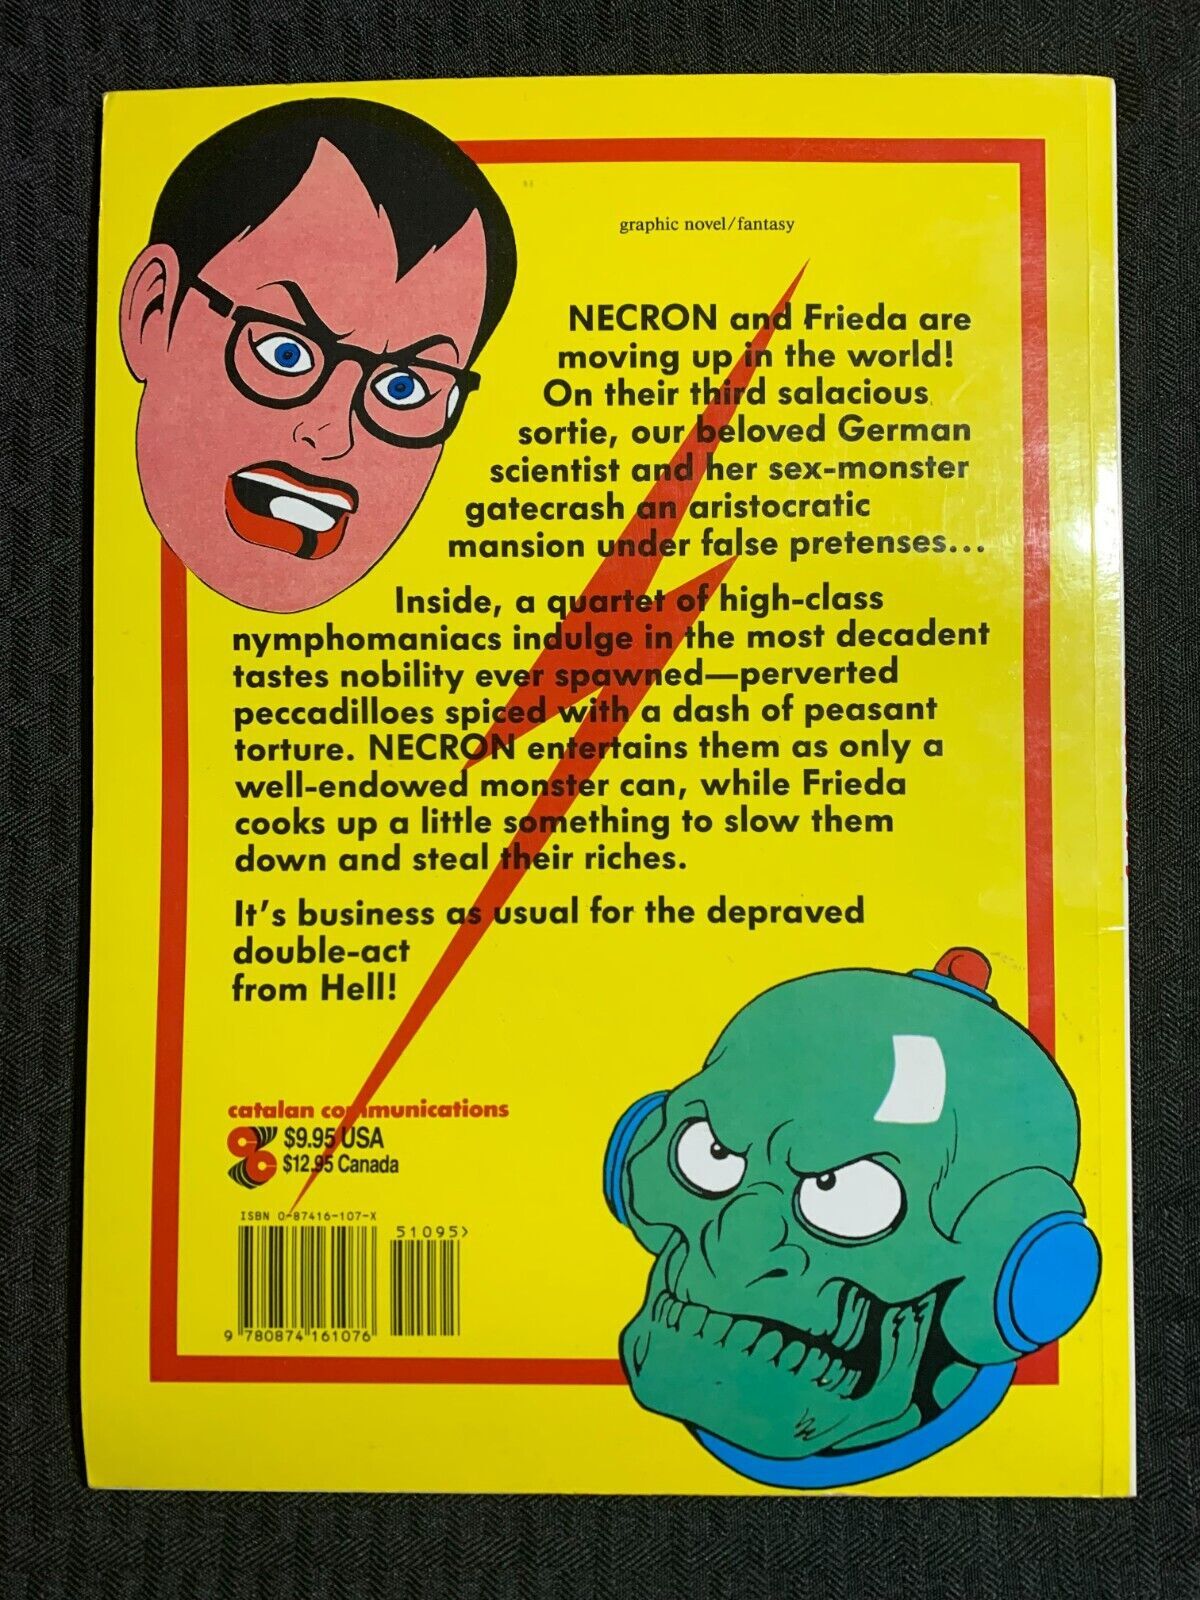 graphic novel/fantasy
NECRON and Frieda are
moving up in the world!
On their third salacious
sortie, our beloved German
scientist and her sex-monster
gatecrash an aristocratic
mansion under false pretenses...
Inside, a quartet of high-class
nymphomaniacs indulge in the most decadent
tastes nobility ever spawned—perverted
peccadilloes spiced with a dash of peasant
torture. NECRON entertains them as only a
well-endowed monster can, while Frieda
cooks up a little something to slow them
down and steal their riches.
It's business as usual for the depraved
double-act
from Hell!
catalan communications
$9.95 USA
$12.95 Canada
ISBN 0-87416-107-X
51095>
9 780874 161076